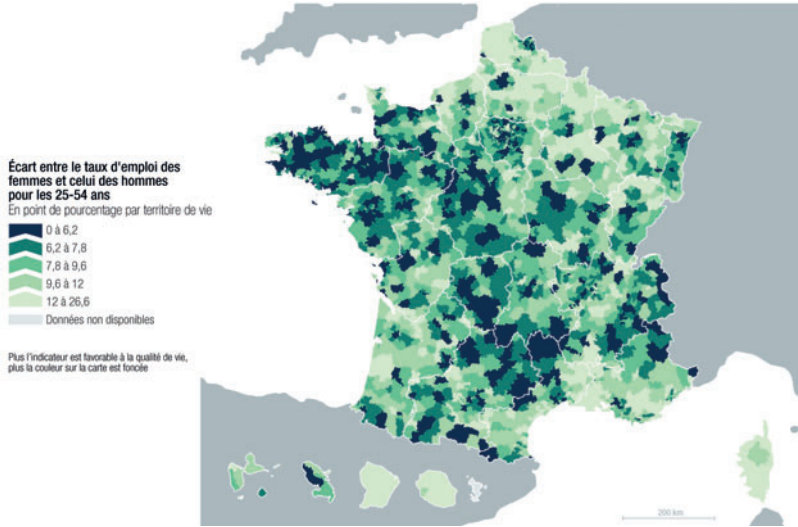 Écart entre le taux d'emploi des
femmes et celui des hommes
pour les 25-54 ans
En point de pourcentage par territoire de vie
0 à 6,2
6,2 à 7,8
7,8 à 9,6
9,6 à 12
12 à 26,6
Données non disponibles
Plus l'indicateur est favorable à la qualité de vie,
plus la couleur sur la carte est foncée
200 km